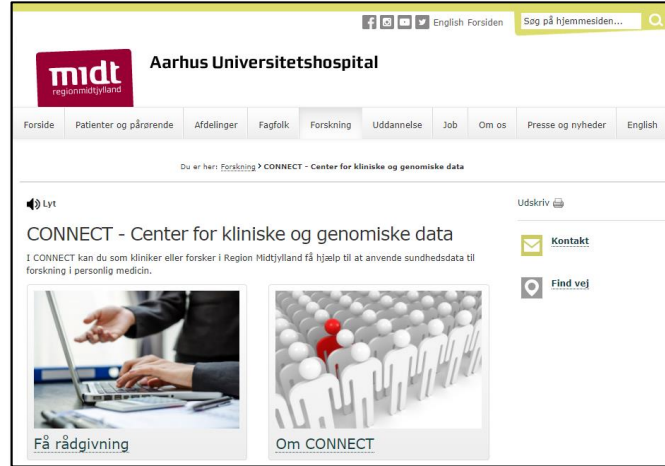 English Forsiden
Søg på hjemmesiden...
midt
regionmidtjylland
Aarhus Universitetshospital
Forside Patienter og pårørende Afdelinger Fagfolk Forskning Uddannelse Job Om os Presse og nyheder English
Du er her: Forskning > CONNECT - Center for kliniske og genomiske data
Lyt
Udskriv
CONNECT - Center for kliniske og genomiske data
I CONNECT kan du som kliniker eller forsker i Region Midtjylland få hjælp til at anvende sundhedsdata til
forskning i personlig medicin.
Kontakt
Find vej
Få rådgivning
Om CONNECT